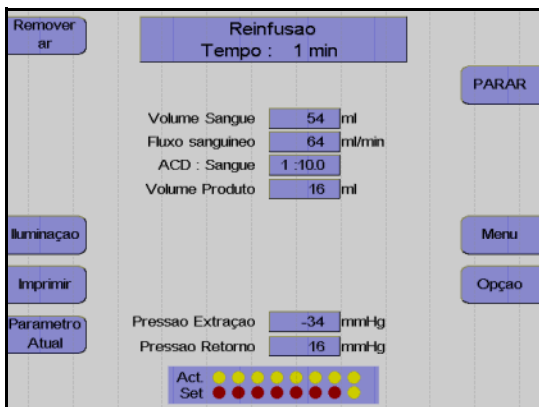 Remover
ar
Reinfusao
Tempo : 1 min
PARAR
Volume Sangue 54 ml
Fluxo sanguineo 64 ml/min
ACD : Sangue 1 :10.0
Volume Produto 16 ml
Iluminaçao
Menu
Imprimir
Opçao
Parametro
Atual
Pressao Extraçao -34 mmHg
Pressao Retorno 16 mmHg
Act.
Set